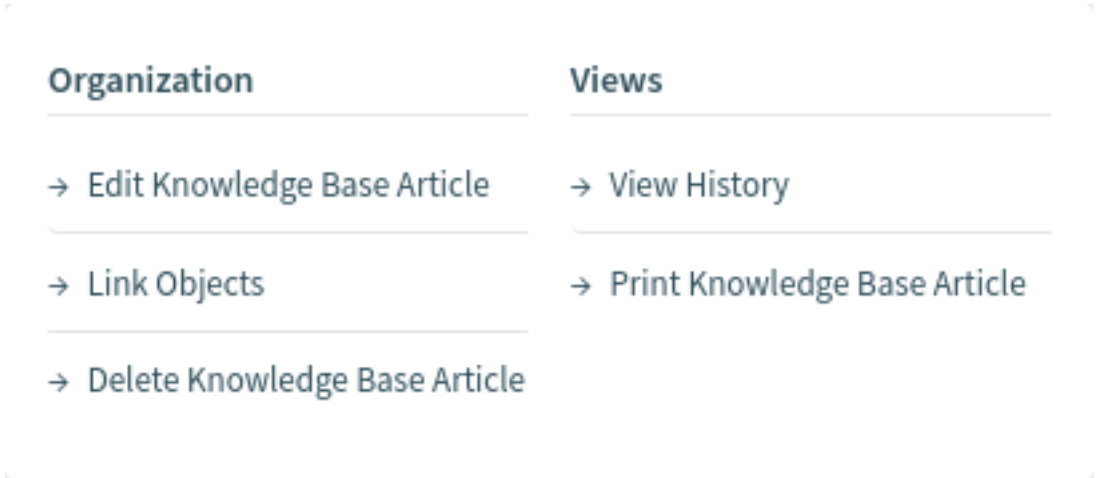 Organization
→ Edit Knowledge Base Article
→ Link Objects
→ Delete Knowledge Base Article
Views
→ View History
→ Print Knowledge Base Article